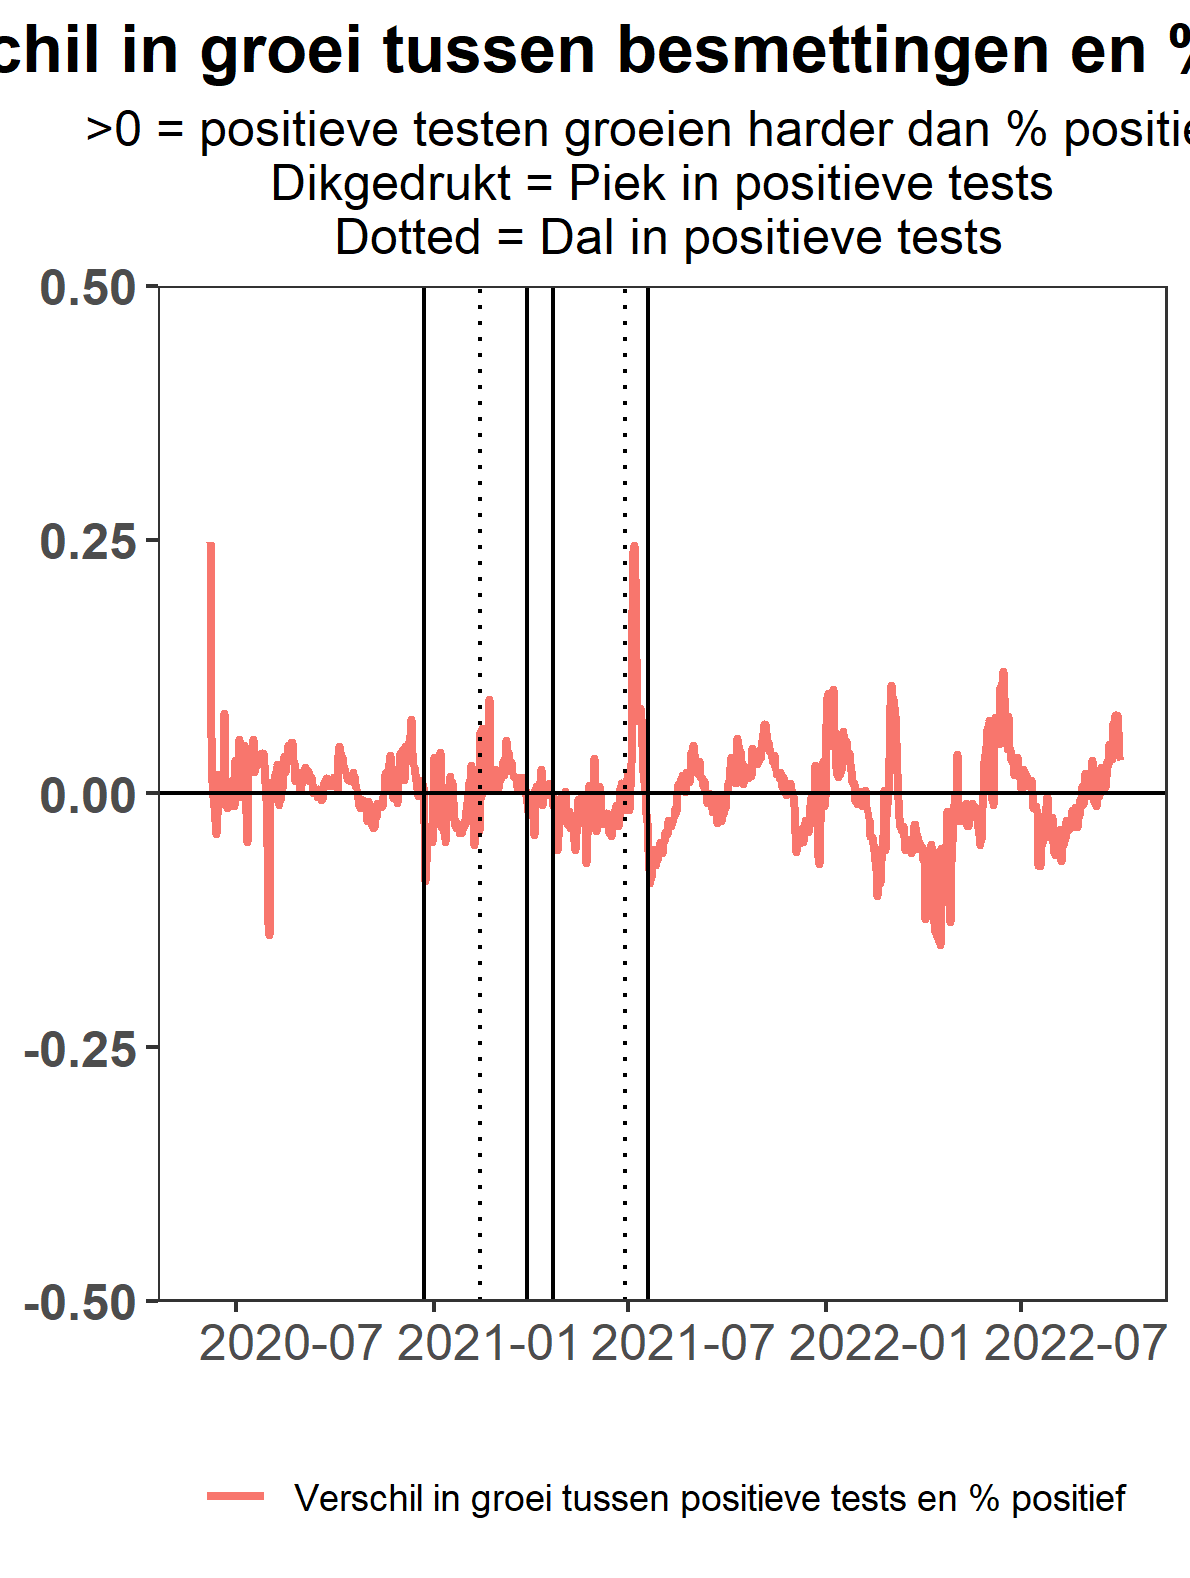 chil in groei tussen besmettingen en %
>0 = positieve testen groeien harder dan % positie
Dikgedrukt = Piek in positieve tests
Dotted = Dal in positieve tests
0.50
0.25
0.00
-0.25
-0.50
2020-07 2021-01 2021-07 2022-01 2022-07
Verschil in groei tussen positieve tests en % positief